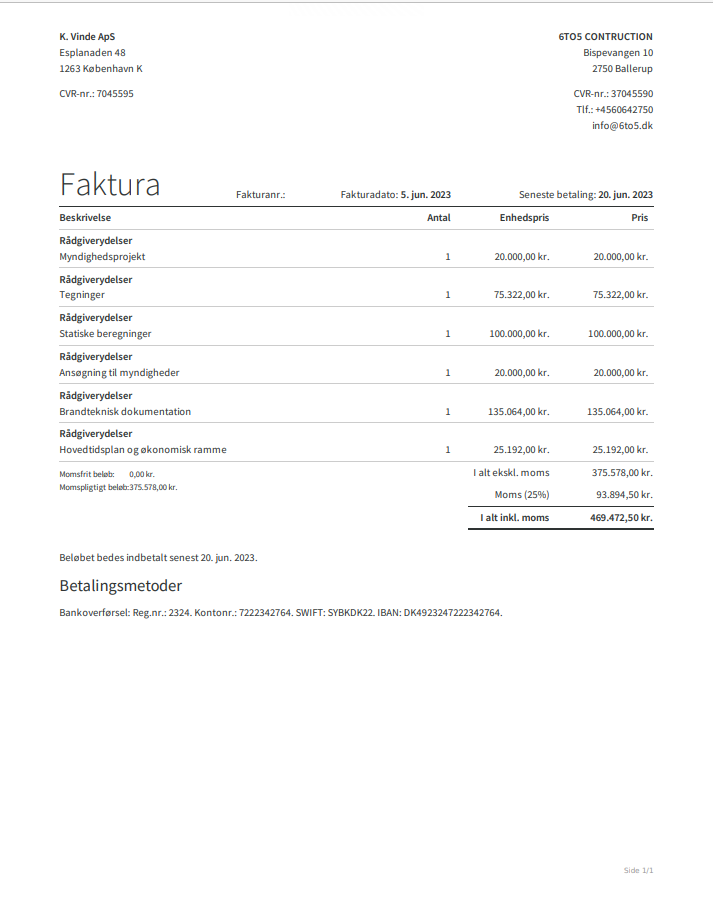 K. Vinde ApS
Esplanaden 48
1263 København K
CVR-nr.: 7045595
6TO5 CONTRUCTION
Bispevangen 10
2750 Ballerup
CVR-nr.: 37045590
Tlf.: +4560642750
info@6to5.dk
Faktura Fakturanr.: Fakturadato: 5. jun. 2023 Seneste betaling: 20. jun. 2023
Beskrivelse Antal Enhedspris Pris
Rådgiverydelser
Myndighedsprojekt 1 20.000,00 kr. 20.000,00 kr.
Rådgiverydelser
Tegninger 1 75.322,00 kr. 75.322,00 kr.
Rådgiverydelser
Statiske beregninger 1 100.000,00 kr. 100.000,00 kr.
Rådgiverydelser
Ansøgning til myndigheder 1 20.000,00 kr. 20.000,00 kr.
Rådgiverydelser
Brandteknisk dokumentation 1 135.064,00 kr. 135.064,00 kr.
Rådgiverydelser
Hovedtidsplan og økonomisk ramme 1 25.192,00 kr. 25.192,00 kr.
Momsfrit beløb: 0,00 kr.
Momspligtigt beløb:375.578,00 kr.
I alt ekskl. moms 375.578,00 kr.
Moms (25%) 93.894,50 kr.
I alt inkl. moms 469.472,50 kr.
Beløbet bedes indbetalt senest 20. jun. 2023.
Betalingsmetoder
Bankoverførsel: Reg.nr.: 2324. Kontonr.: 7222342764. SWIFT: SYBKDK22. IBAN: DK4923247222342764.
Side 1/1